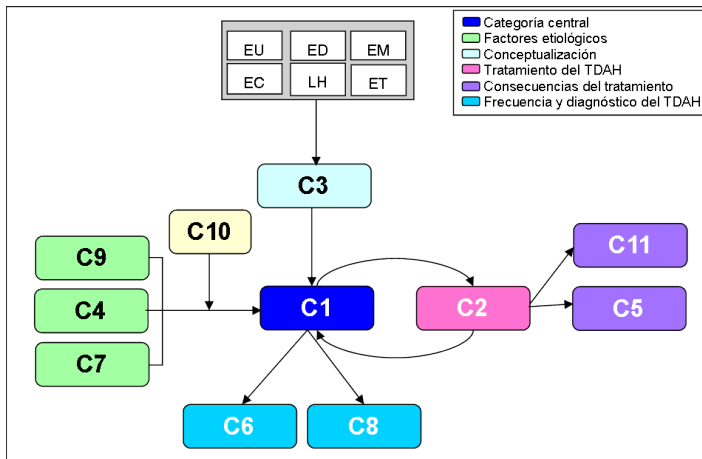 EU ED EM
EC LH ET
Categoría central
Factores etiológicos
Conceptualización
Tratamiento del TDAH
Consecuencias del tratamiento
Frecuencia y diagnóstico del TDAH
C3
C10
C9
C11
C4
C1
C2
C5
C7
C6
C8